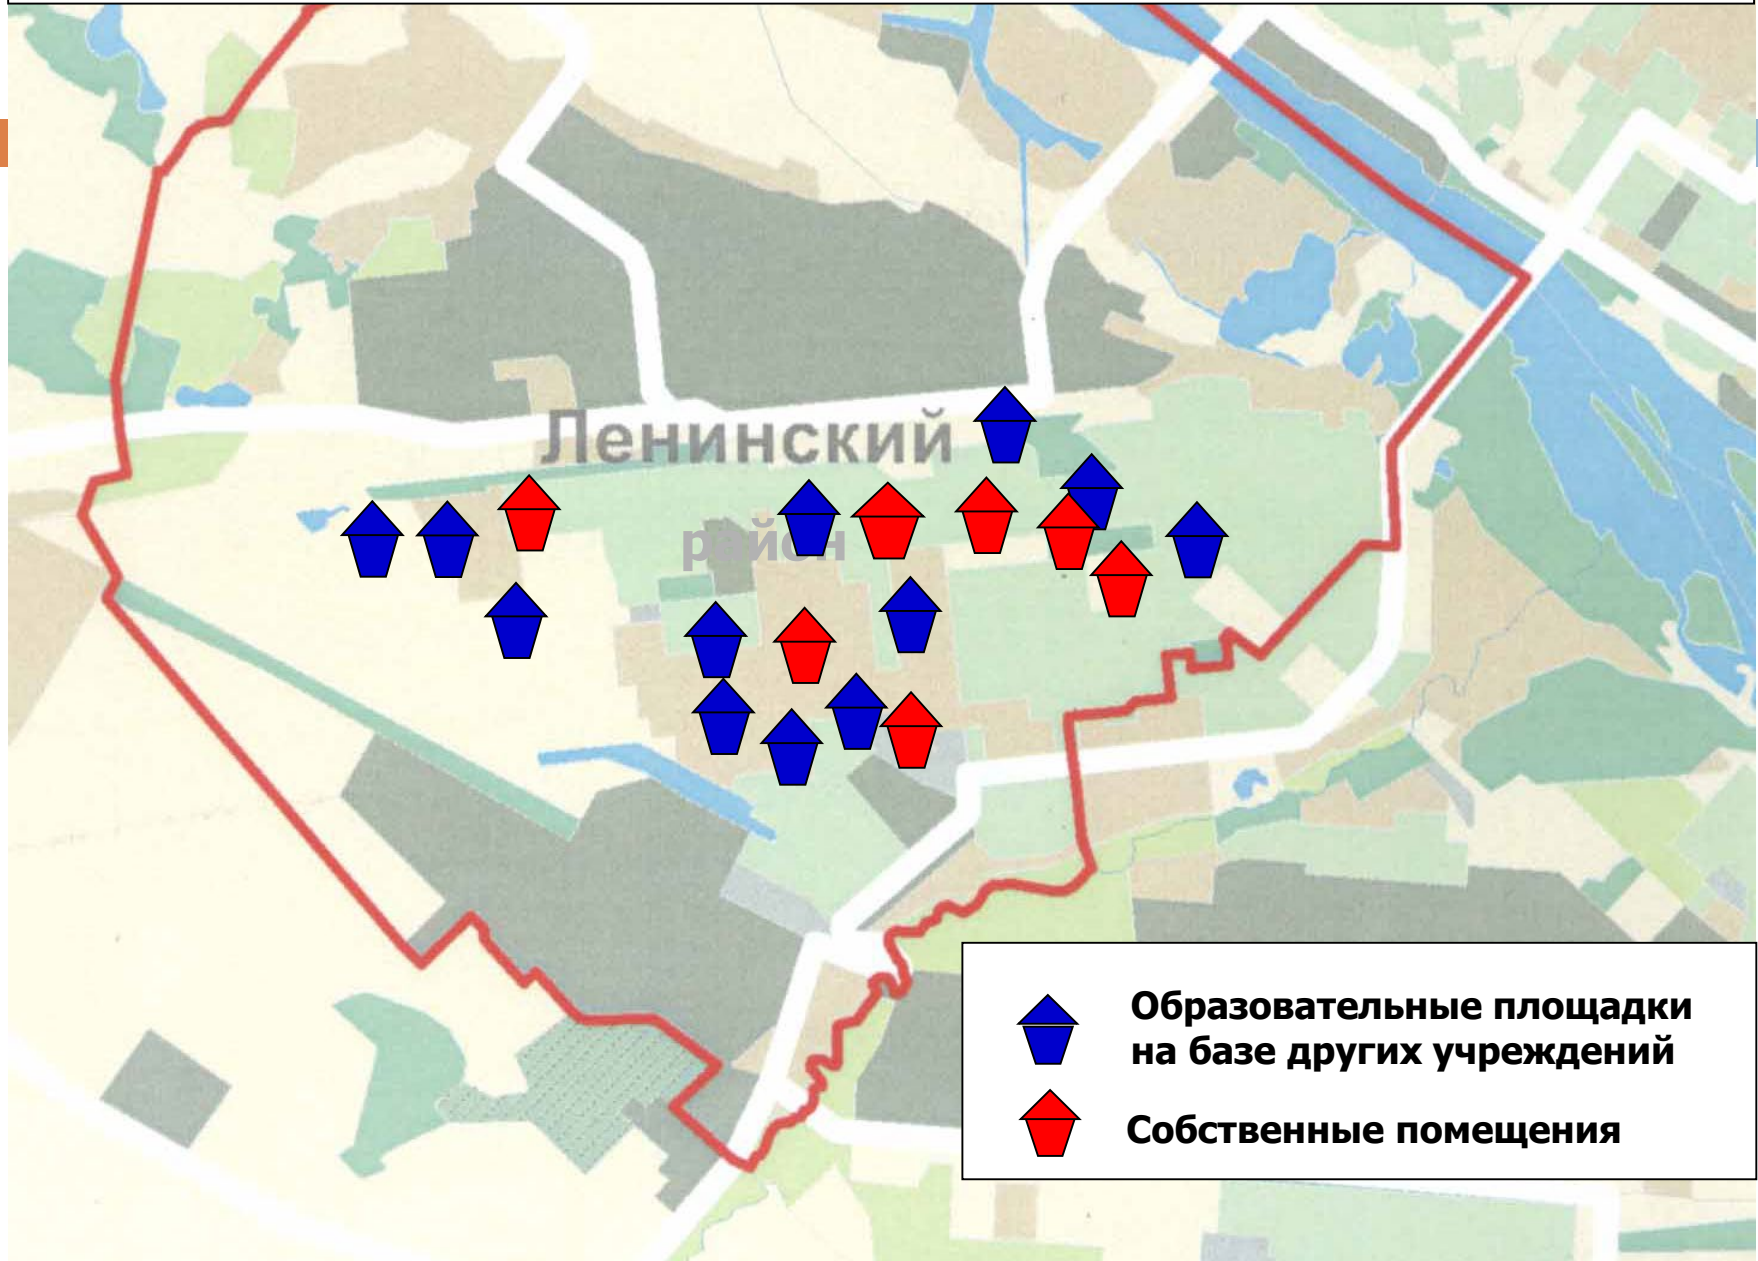 Ленинский
район
Образовательные площадки
на базе других учреждений
Собственные помещения